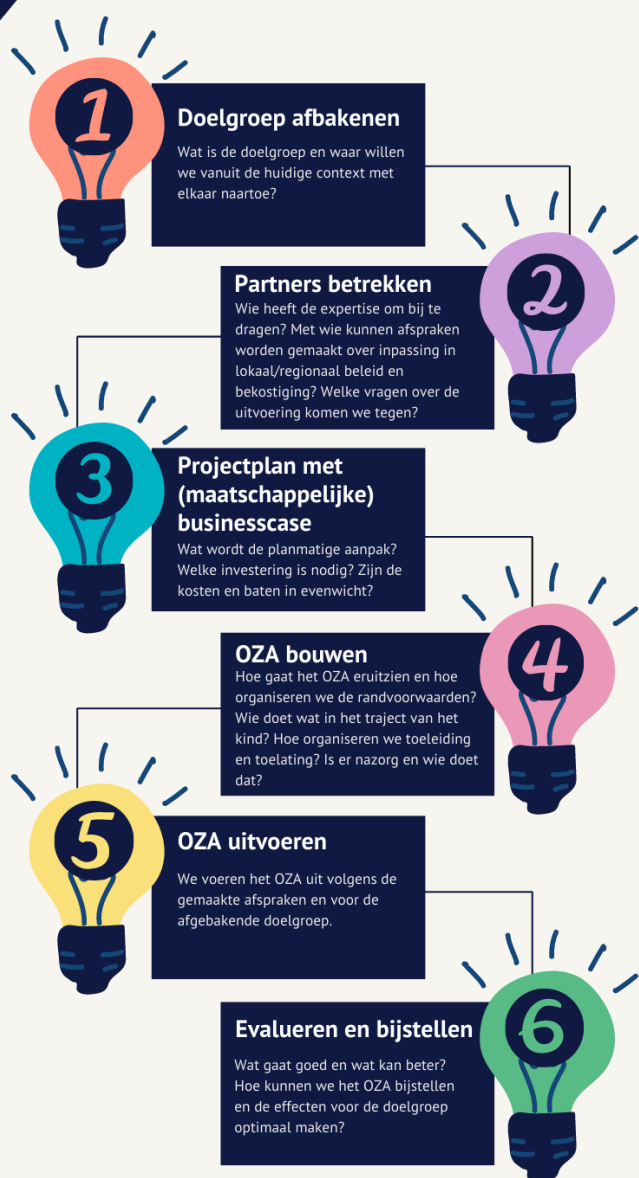 1
Doelgroep afbakenen
Wat is de doelgroep en waar willen
we vanuit de huidige context met
elkaar naartoe?
2
Partners betrekken
Wie heeft de expertise om bij te
dragen? Met wie kunnen afspraken
worden gemaakt over inpassing in
lokaal/regionaal beleid en
bekostiging? Welke vragen over de
uitvoering komen we tegen?
3
Projectplan met
(maatschappelijke)
businesscase
Wat wordt de planmatige aanpak?
Welke investering is nodig? Zijn de
kosten en baten in evenwicht?
4
OZA bouwen
Hoe gaat het OZA eruitzien en hoe
organiseren we de randvoorwaarden?
Wie doet wat in het traject van het
kind? Hoe organiseren we toeleiding
en toelating? Is er nazorg en wie doet
dat?
5
OZA uitvoeren
We voeren het OZA uit volgens de
gemaakte afspraken en voor de
afgebakende doelgroep.
6
Evalueren en bijstellen
Wat gaat goed en wat kan beter?
Hoe kunnen we het OZA bijstellen
en de effecten voor de doelgroep
optimaal maken?